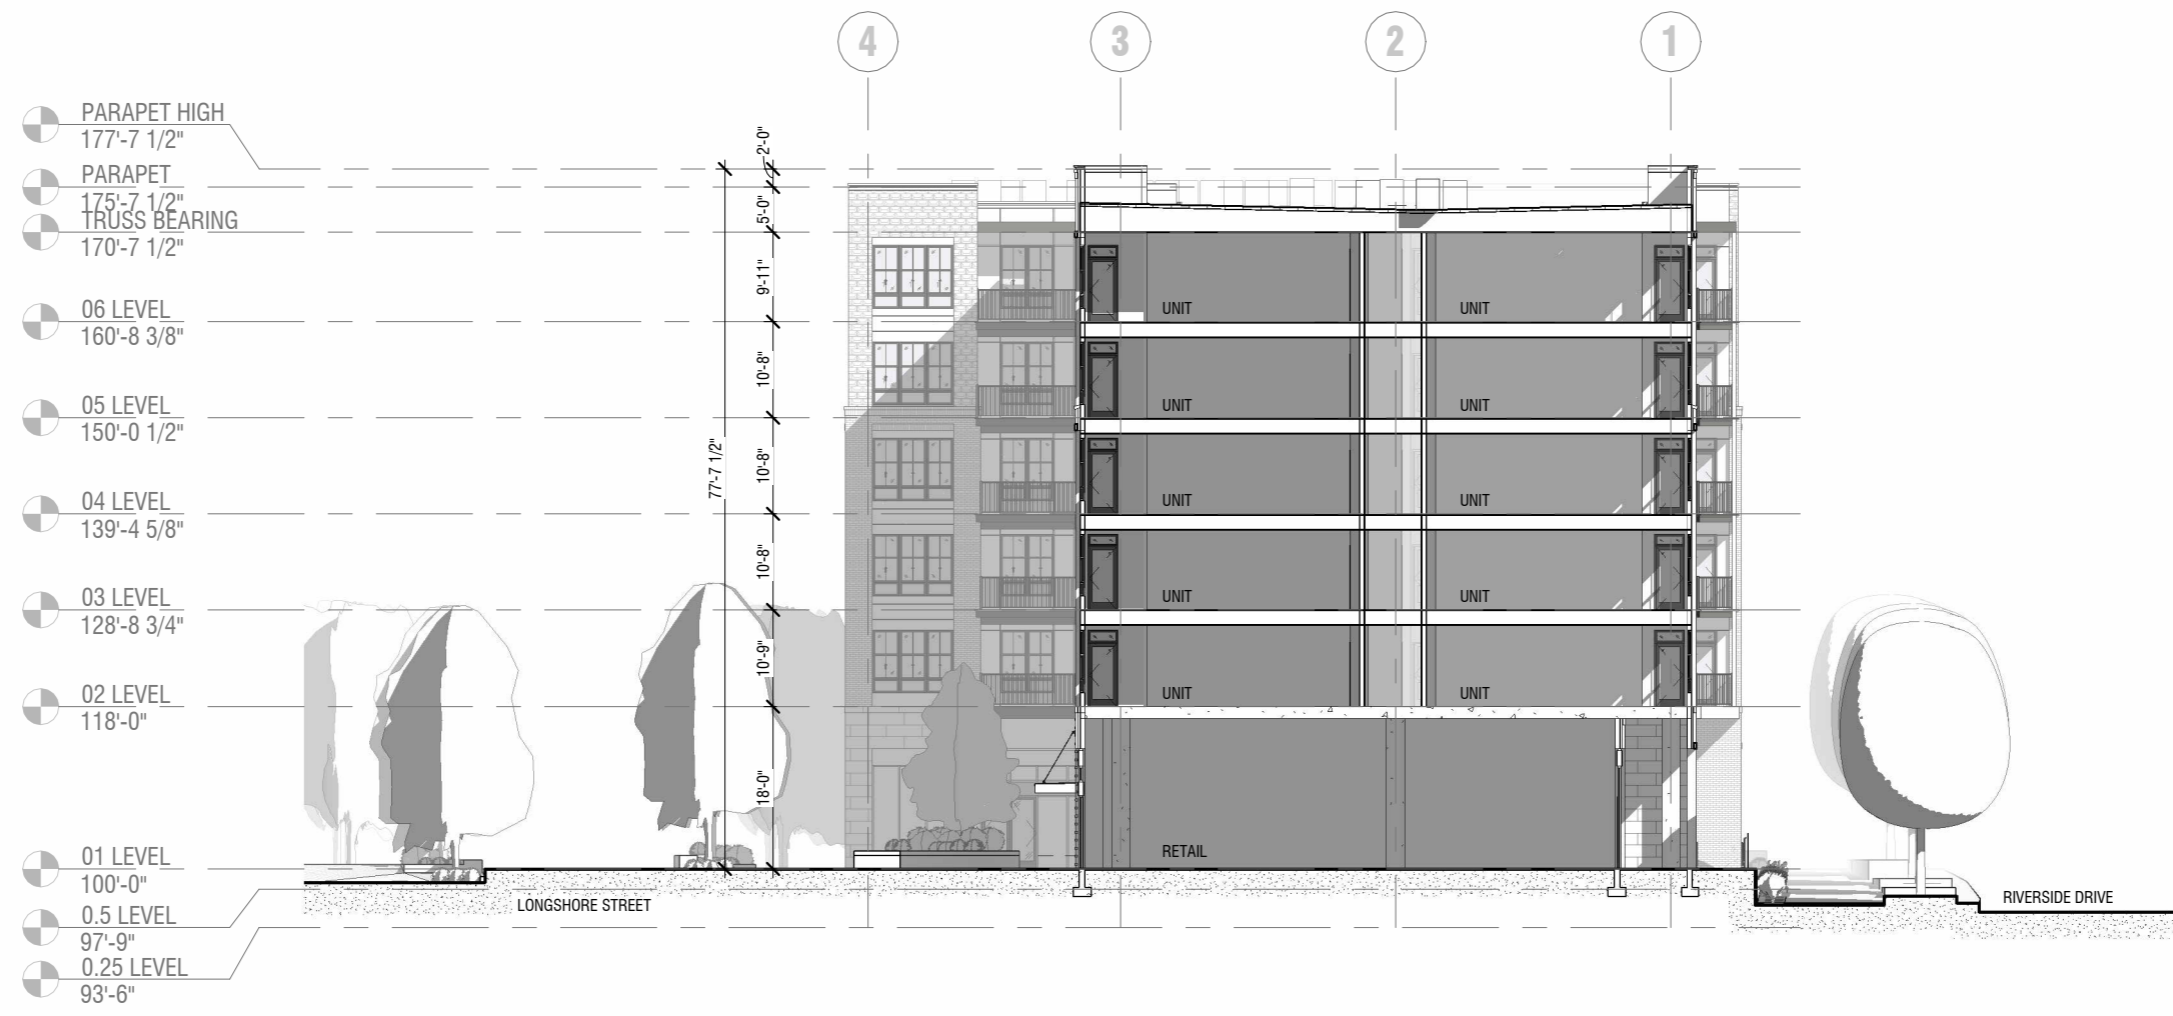 4
3
2
1
PARAPET HIGH
177'-7 1/2"
PARAPET
175'-7 1/2"
TRUSS BEARING
170'-7 1/2"
06 LEVEL
160'-8 3/8"
05 LEVEL
150'-0 1/2"
04 LEVEL
139'-4 5/8"
03 LEVEL
128'-8 3/4"
02 LEVEL
118'-0"
01 LEVEL
100'-0"
0.5 LEVEL
97'-9"
0.25 LEVEL
93'-6"
77'-7 1/2"
2'-0"
5'-0"
9'-11"
10'-8"
10'-8"
10'-8"
10'-9"
18'-0"
UNIT
UNIT
UNIT
UNIT
UNIT
UNIT
UNIT
UNIT
UNIT
UNIT
RETAIL
LONGSHORE STREET
RIVERSIDE DRIVE